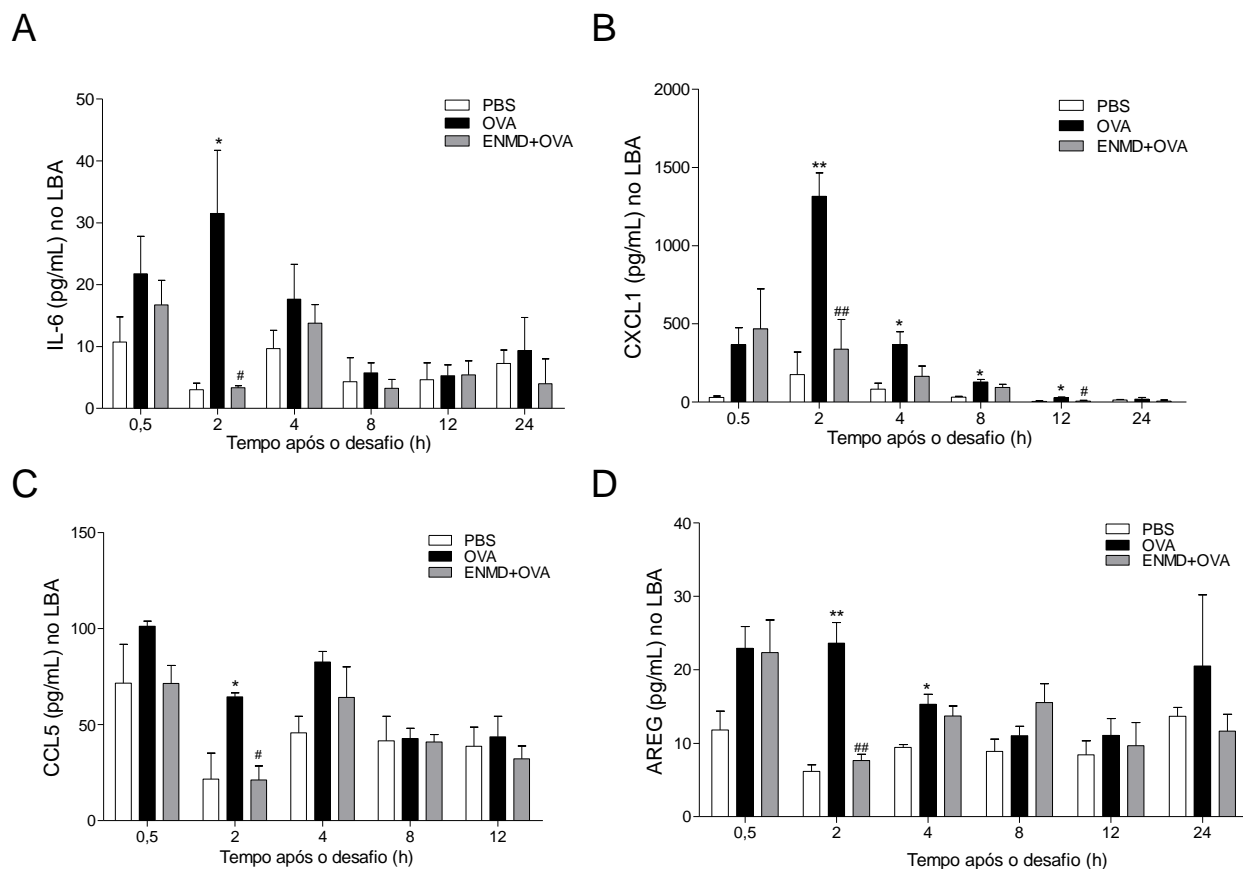 A
IL-6 (pg/mL) no LBA
50
40
30
20
10
0
PBS
OVA
ENMD+OVA
*
#
0,5 2 4 8 12 24
Tempo após o desafio (h)
B
CXCL1 (pg/mL) no LBA
2000
1500
1000
500
0
PBS
OVA
ENMD+OVA
**
##
*
*
* #
0,5 2 4 8 12 24
Tempo após o desafio (h)
C
CCL5 (pg/mL) no LBA
150
100
50
0
PBS
OVA
ENMD+OVA
*
#
0,5 2 4 8 12
Tempo após o desafio (h)
D
AREG (pg/mL) no LBA
40
30
20
10
0
PBS
OVA
ENMD+OVA
**
##
*
0,5 2 4 8 12 24
Tempo após o desafio (h)